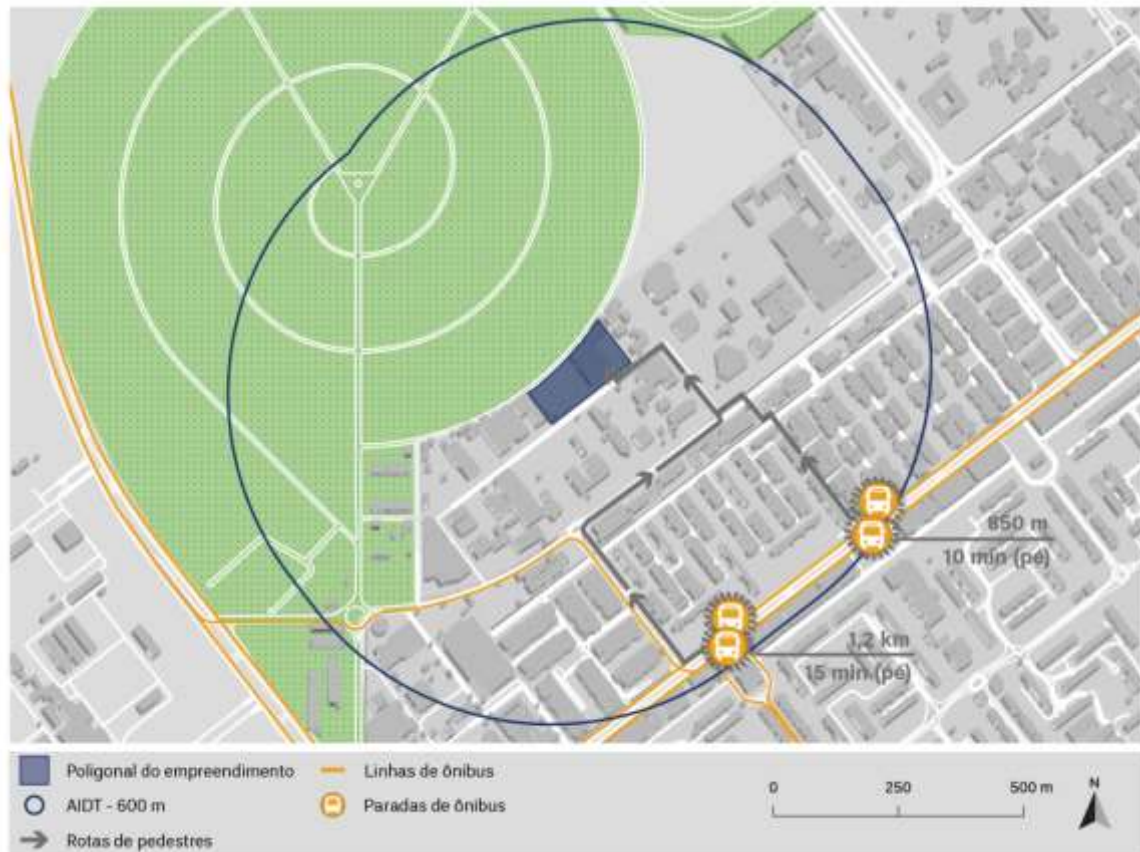 850 m
10 min (pé)
1,2 km
15 min (pé)
Poligonal do empreendimento
Linhas de ônibus
0 250 500 m
N
AIDT - 600 m
Paradas de ônibus
Rotas de pedestres